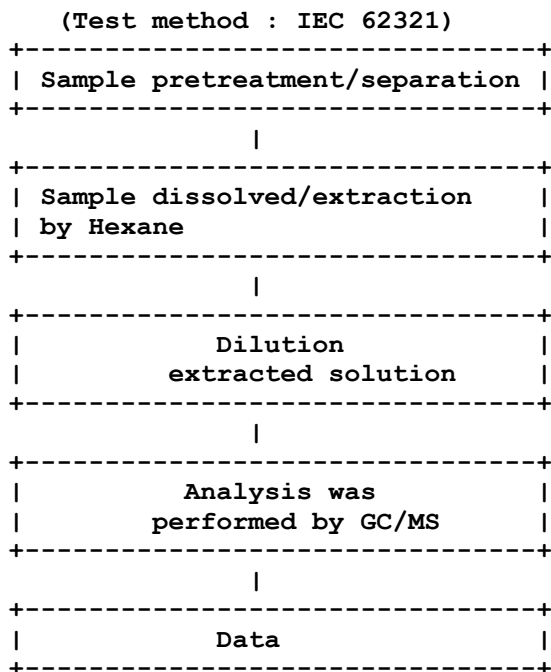 (Test method : IEC 62321)
Sample pretreatment/separation
Sample dissolved/extraction
by Hexane
Dilution
extracted solution
Analysis was
performed by GC/MS
Data